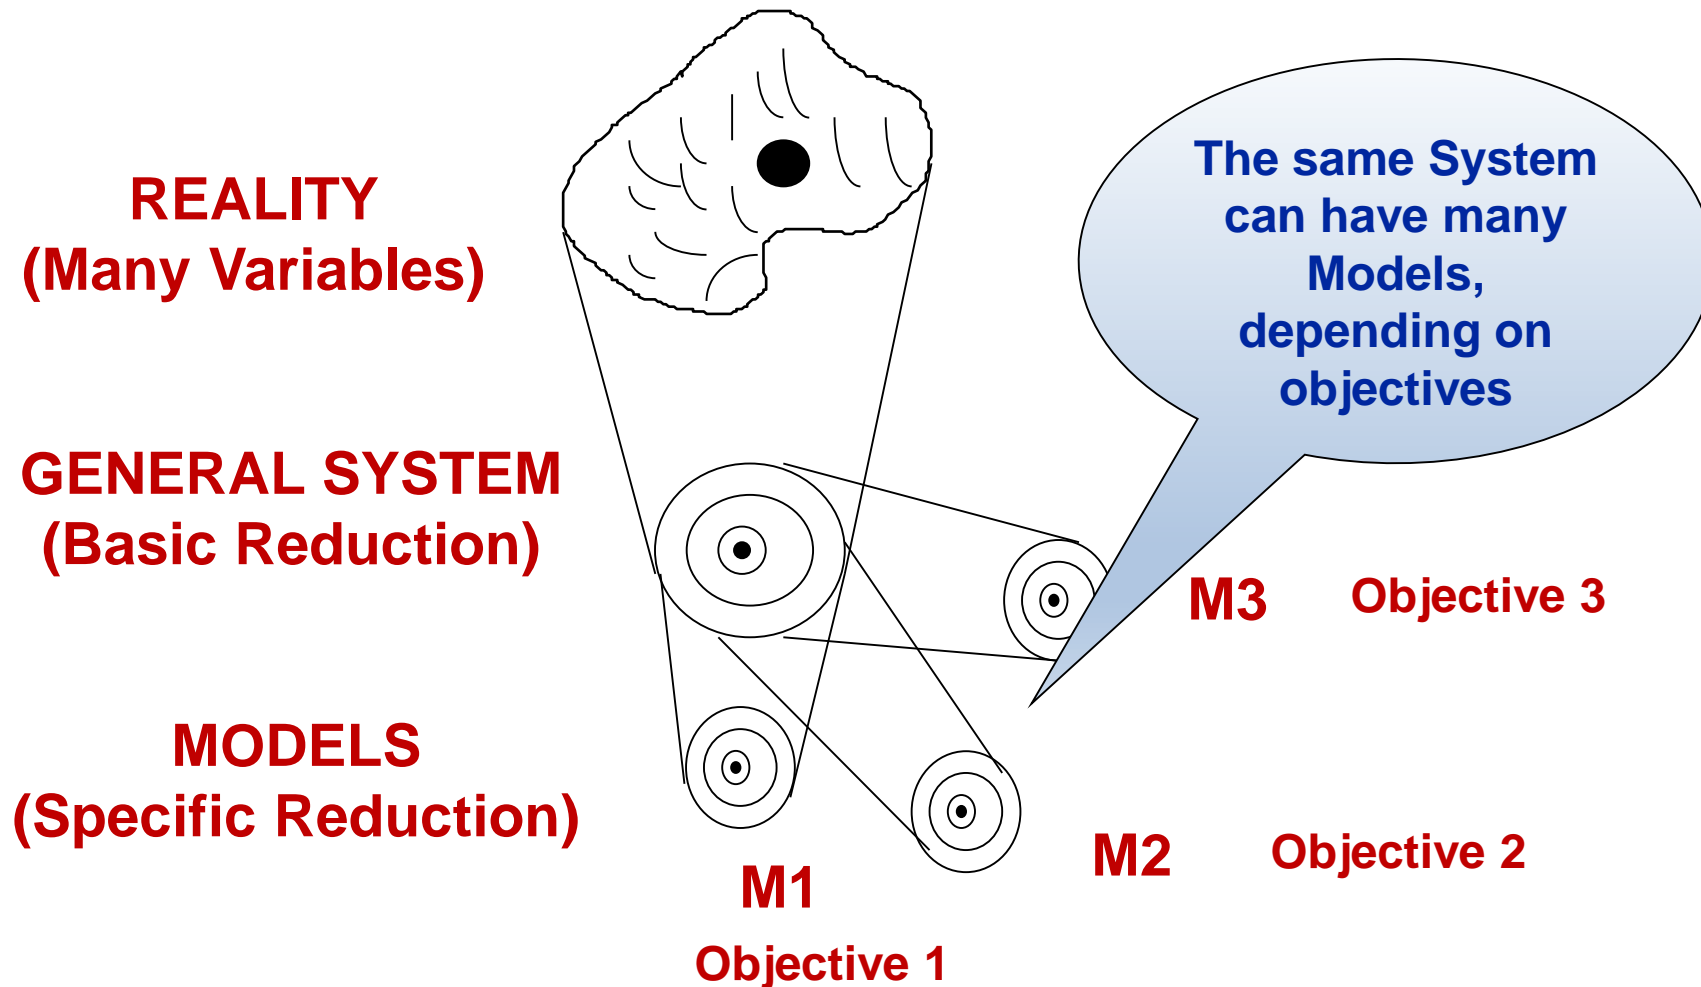 REALITY
(Many Variables)
The same System
can have many
Models,
depending on
objectives
GENERAL SYSTEM
(Basic Reduction)
M3
Objective 3
MODELS
(Specific Reduction)
M2
Objective 2
M1
Objective 1